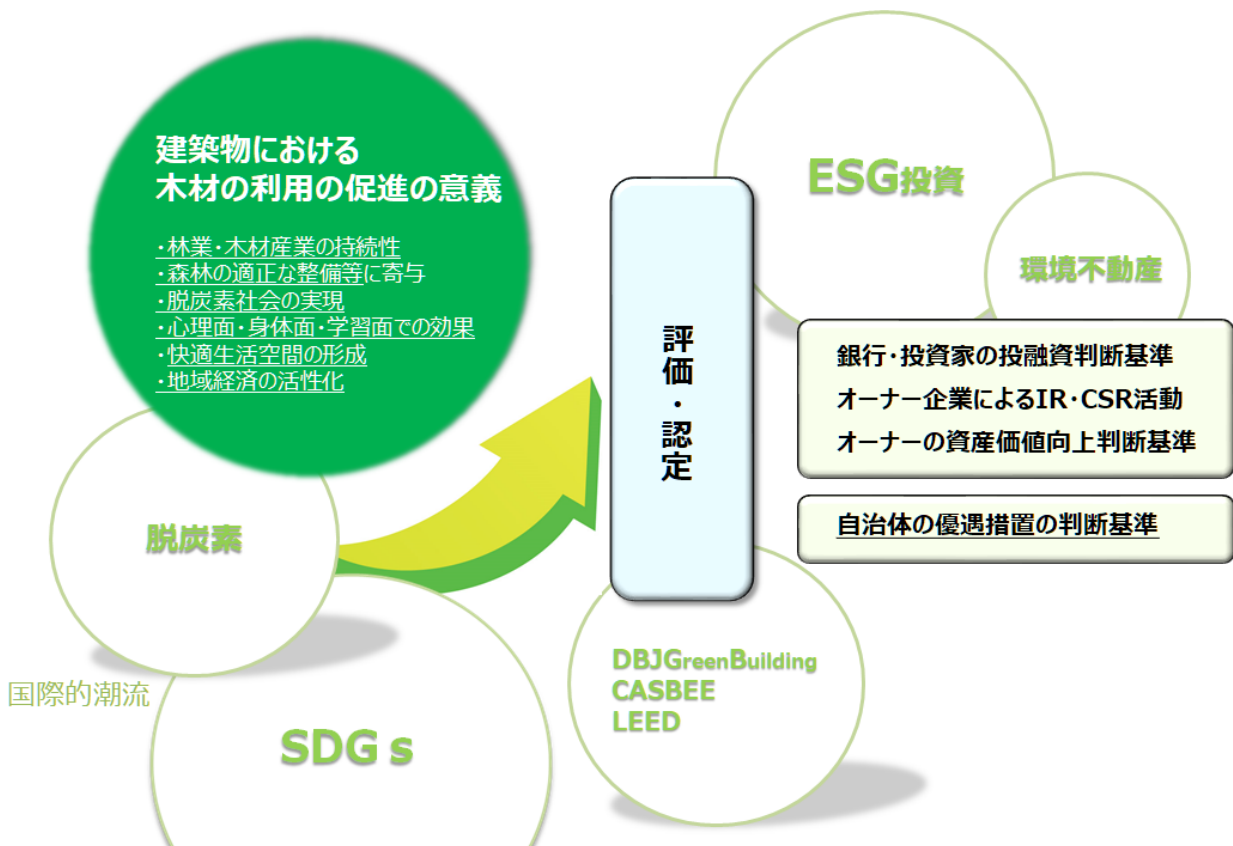 建築物における
木材の利用の促進の意義
・林業・木材産業の持続性
・森林の適正な整備等に寄与
・脱炭素社会の実現
・心理面・身体面・学習面での効果
・快適生活空間の形成
・地域経済の活性化
脱炭素
国際的潮流
SDGs
評価・認定
DBJGreenBuilding
CASBEE
LEED
ESG投資
環境不動産
銀行・投資家の投融資判断基準
オーナー企業によるIR・CSR活動
オーナーの資産価値向上判断基準
自治体の優遇措置の判断基準